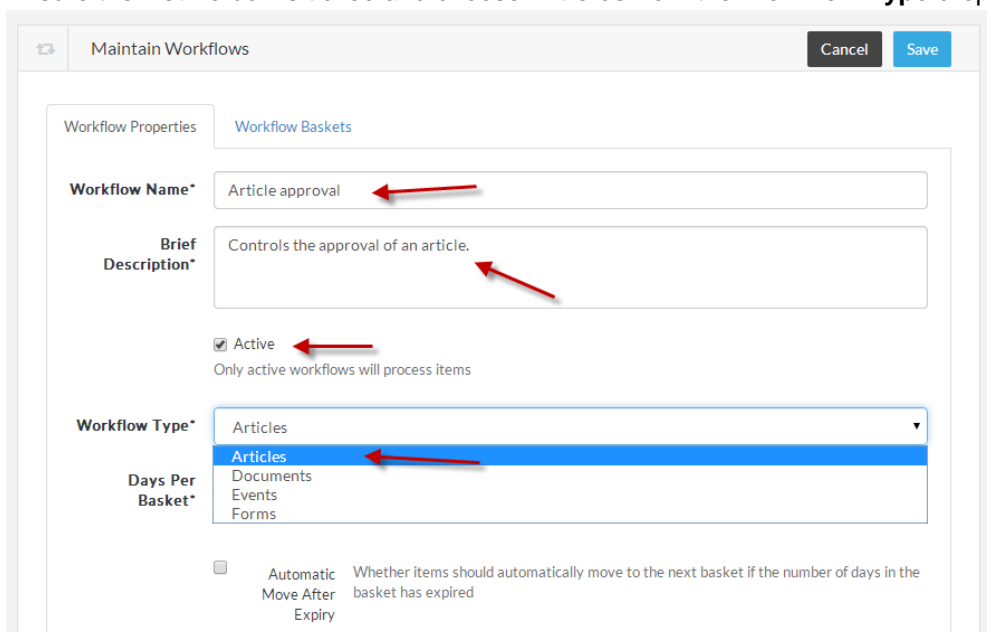 Maintain Workflows
Cancel
Save
Workflow Properties
Workflow Baskets
Workflow Name*
Article approval
Brief
Description*
Controls the approval of an article.
Active
Only active workflows will process items
Workflow Type*
Articles
Articles
Documents
Events
Forms
Days Per
Basket*
Automatic
Move After
Expiry
Whether items should automatically move to the next basket if the number of days in the
basket has expired